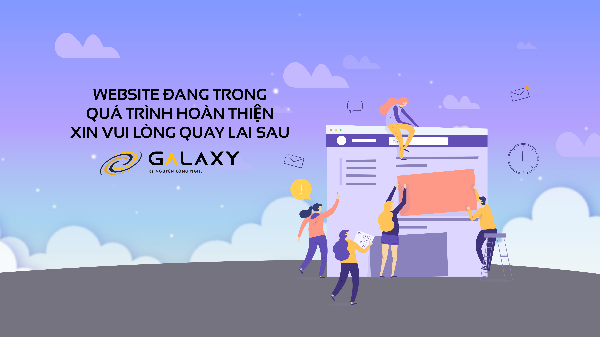 WEBSITE ĐANG TRONG
QUÁ TRÌNH HOÀN THIỆN
XIN VUI LÒNG QUAY LẠI SAU
GALAXY